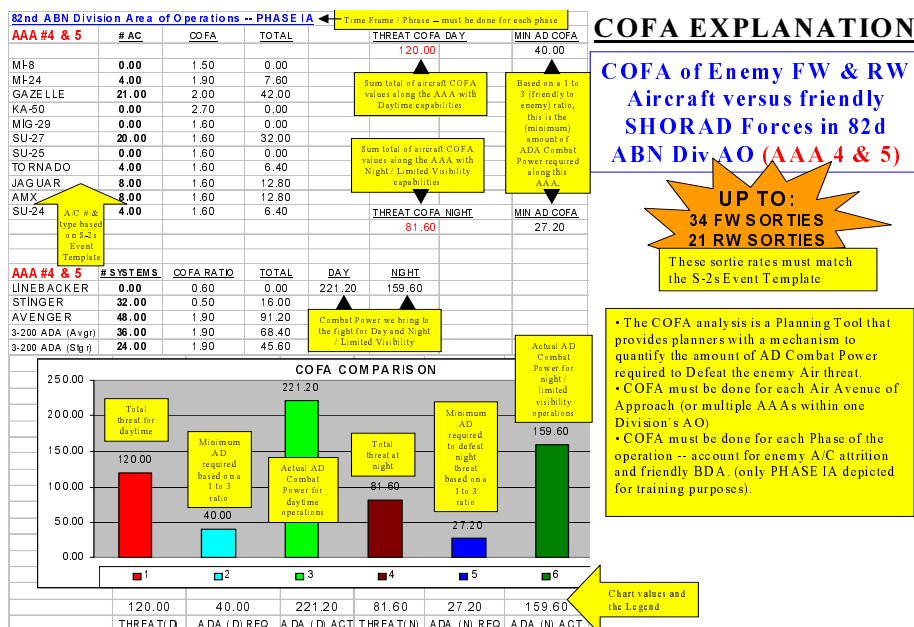 82nd ABN Division Area of Operations -- PHASE IA
Time Frame / Phrase – must be done for each phase
COFA EXPLANATION
AAA #4 & 5 # AC COFA TOTAL THREAT COFA DAY MIN AD COFA
120.00 40.00
MI-8 0.00 1.50 0.00
MI-24 4.00 1.90 7.60
GAZELLE 21.00 2.00 42.00
KA-50 0.00 2.70 0.00
MIG-29 0.00 1.60 0.00
SU-27 20.00 1.60 32.00
SU-25 0.00 1.60 0.00
TORNADO 4.00 1.60 6.40
JAGUAR 8.00 1.60 12.80
AMX 8.00 1.60 12.80
SU-24 4.00 1.60 6.40
THREAT COFA NIGHT MIN AD COFA
81.60 27.20
Sum total of aircraft COFA
values along the AAA with
Daytime capabilities
Sum total of aircraft COFA
values along the AAA with
Night / Limited Visibility
capabilities
Based on a 1 to
3 (friendly to
enemy) ratio,
this is the
(minimum)
amount of
ADA Combat
Power required
along this
AAA.
A/C # &
type based
on S-2s
Event
Template
COFA of Enemy FW & RW
Aircraft versus friendly
SHORAD Forces in 82d
ABN Div AO (AAA 4 & 5)
UP TO:
34 FW SORTIES
21 RW SORTIES
These sortie rates must match
the S-2s Event Template
AAA #4 & 5 # SYSTEMS COFA RATIO TOTAL DAY NIGHT
LINEBACKER 0.00 0.60 0.00 221.20 159.60
STINGER 32.00 0.50 16.00
AVENGER 48.00 1.90 91.20
3-200 ADA (Avgr) 36.00 1.90 68.40
3-200 ADA (Stgr) 24.00 1.90 45.60
Combat Power we bring to
the fight for Day and Night
/ Limited Visibility
• The COFA analysis is a Planning Tool that
provides planners with a mechanism to
quantify the amount of AD Combat Power
required to Defeat the enemy Air threat.
• COFA must be done for each Air Avenue of
Approach (or multiple AAAs within one
Division's AO)
• COFA must be done for each Phase of the
operation -- account for enemy A/C attrition
and friendly BDA. (only PHASE IA depicted
for training purposes).
COFA COMPARISON
250.00
200.00
150.00
100.00
50.00
0.00
Total
threat for
daytime
120.00
Minimum
AD
required
based on a
1 to 3
ratio
40.00
221.20
Actual AD
Combat
Power for
daytime
operations
Total
threat at
night
81.60
Minimum
AD
required
to defeat
night
threat
based on a
1 to 3
ratio
27.20
Actual AD
Combat
Power for
night /
limited
visibility
operations
159.60
1 2 3 4 5 6
120.00 40.00 221.20 81.60 27.20 159.60
THREAT(D) ADA (D) REQ ADA (D) ACT THREAT(N) ADA (N) REQ ADA (N) ACT
Chart values and
the Legend